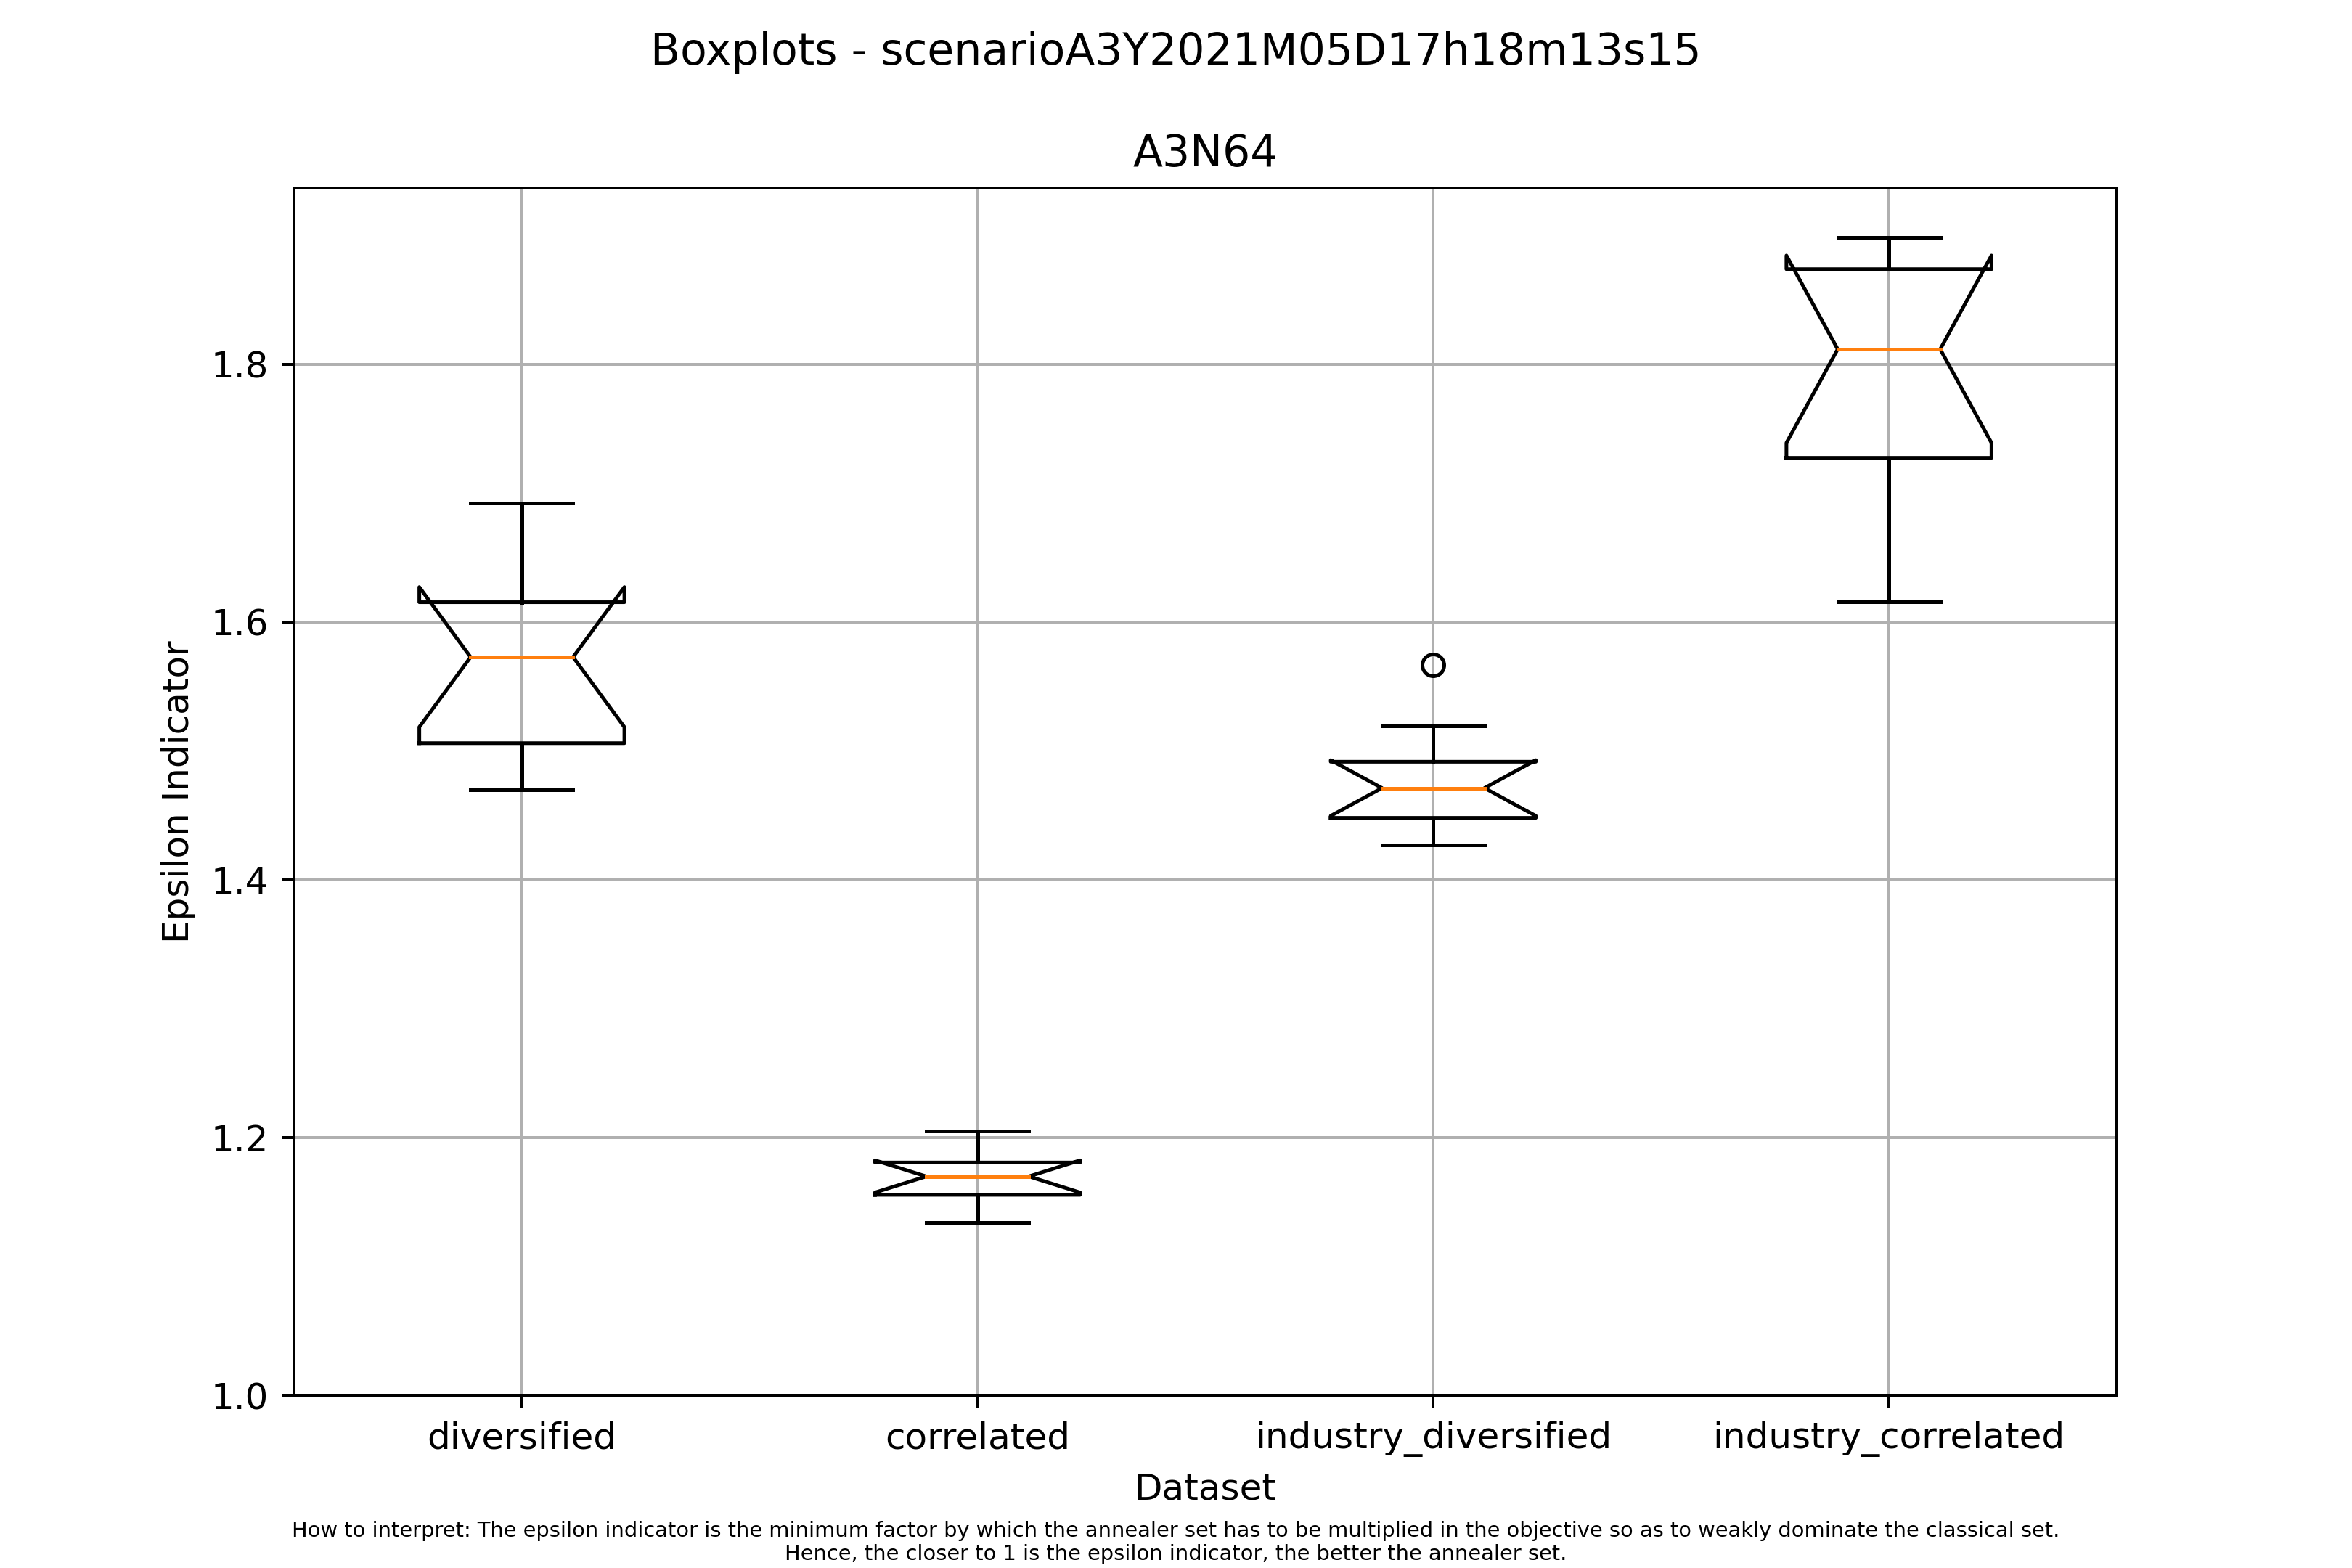 Boxplots - scenarioA3Y2021M05D17h18m13s15
A3N64
Epsilon Indicator
1.8
1.6
1.4
1.2
1.0
diversified
correlated
industry_diversified
industry_correlated
Dataset
How to interpret: The epsilon indicator is the minimum factor by which the annealer set has to be multiplied in the objective so as to weakly dominate the classical set.
Hence, the closer to 1 is the epsilon indicator, the better the annealer set.